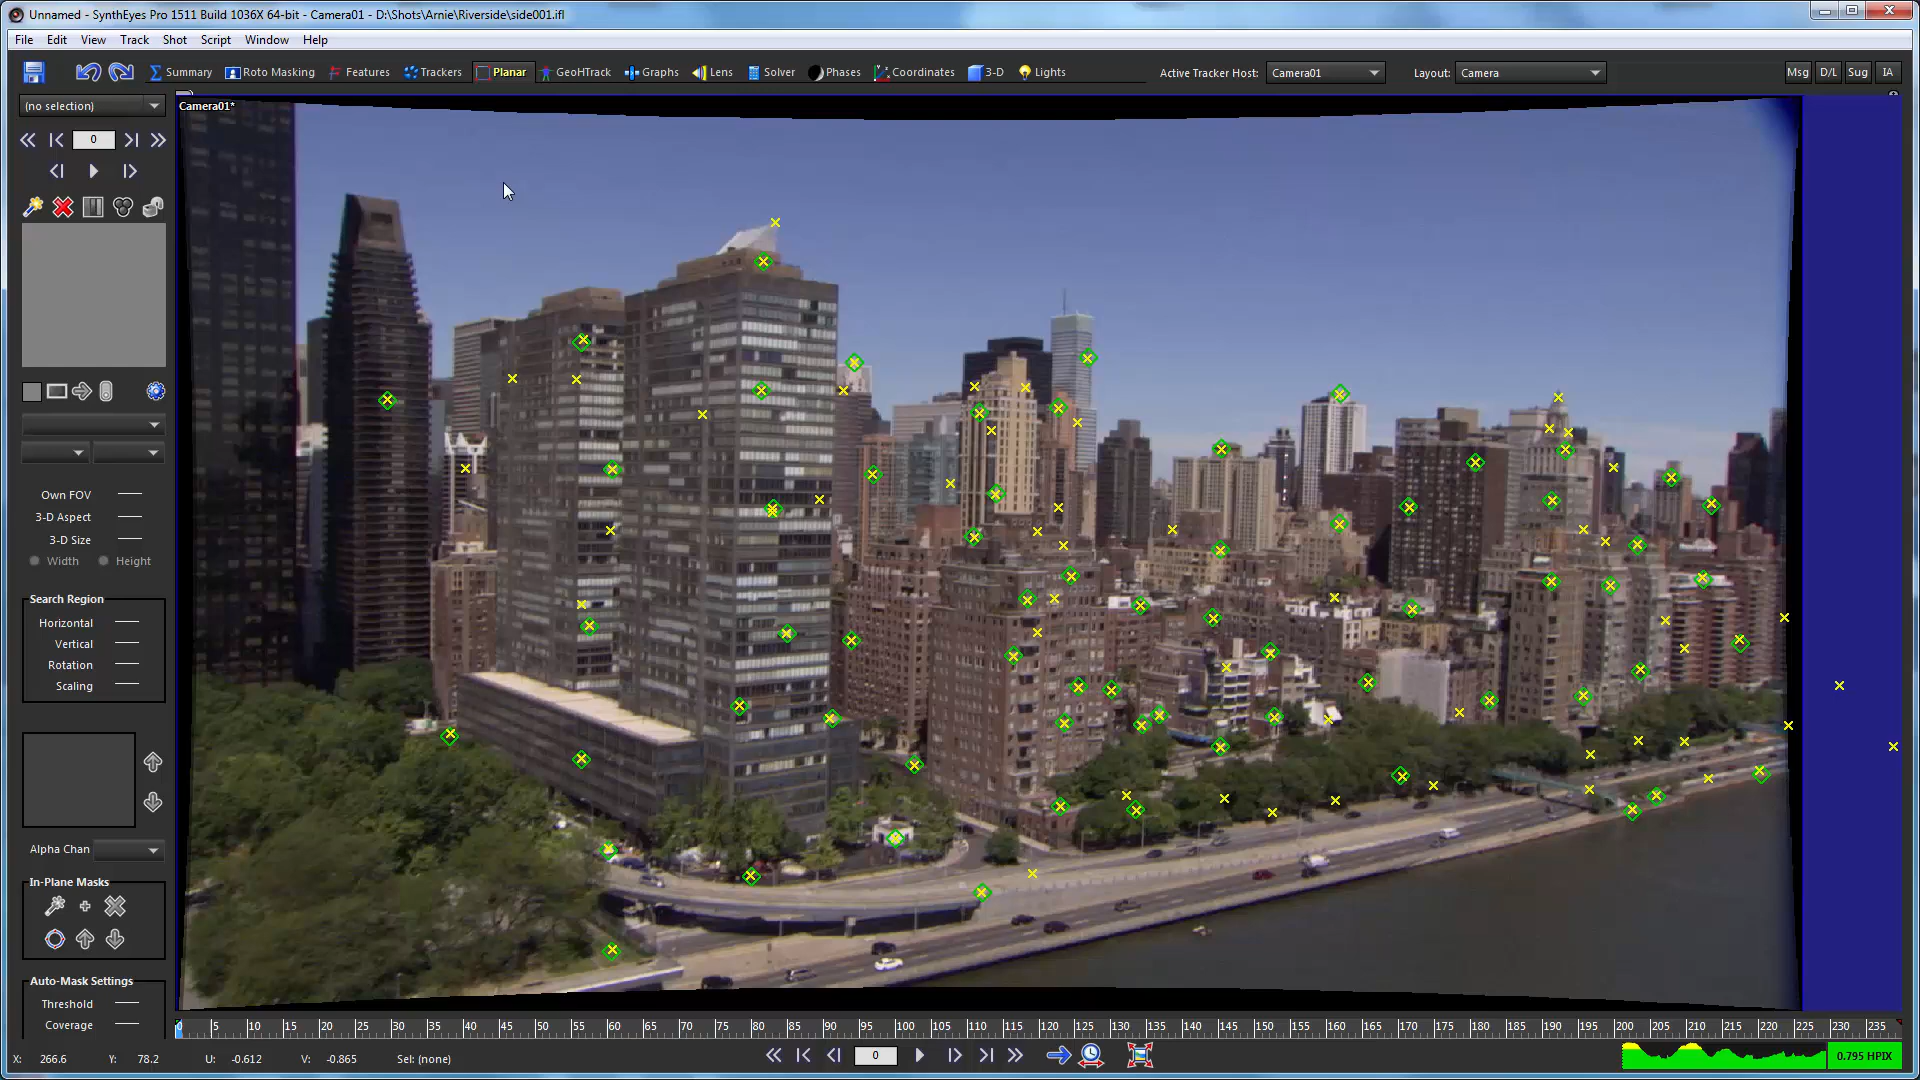 Unnamed - SynthEyes Pro 1511 Build 1036X 64-bit - Camera01 - D:\Shots\Arnie\Riverside\side001.ifl
File Edit View Track Shot Script Window Help
Summary Roto Masking Features Trackers Planar GeoHTrack Graphs Lens Solver Phases Coordinates 3-D Lights Active Tracker Host: Camera01 Layout: Camera Msg D/L Sug IA
(no selection)
Camera01*
0
Own FOV
3-D Aspect
3-D Size
Width Height
Search Region
Horizontal
Vertical
Rotation
Scaling
Alpha Chan
In-Plane Masks
Auto-Mask Settings
Threshold
Coverage
0 5 10 15 20 25 30 35 40 45 50 55 60 65 70 75 80 85 90 95 100 105 110 115 120 125 130 135 140 145 150 155 160 165 170 175 180 185 190 195 200 205 210 215 220 225 230 235
X: 266.6 Y: 78.2 U: -0.612 V: -0.865 Sel: (none) 0 0.795 HPIX